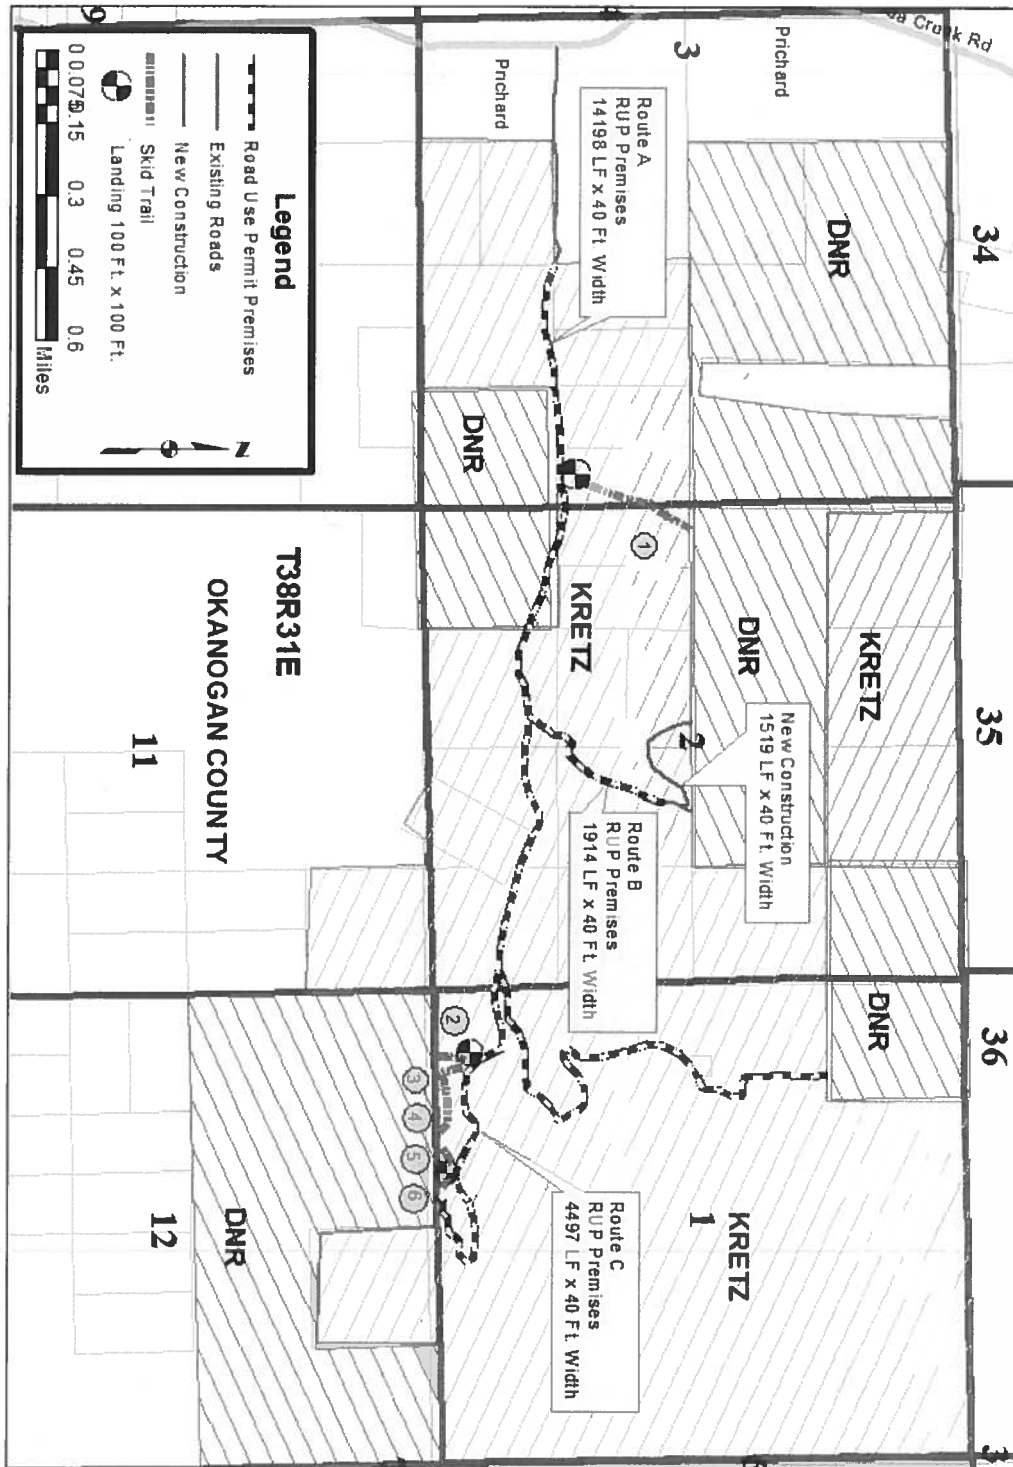 34
35
36
3
Prichard
Prichard
Route A
RUP Premises
14198 LF x 40 Ft. Width
DNR
DNR
KRETZ
1
KRETZ
DNR
2
New Construction
1519 LF x 40 Ft. Width
Route B
RUP Premises
1914 LF x 40 Ft. Width
KRETZ
DNR
1
KRETZ
Route C
RUP Premises
4497 LF x 40 Ft. Width
2
3
4
5
6
T38R31E
OKANOGAN COUNTY
11
12
DNR
Legend
Road Use Permit Premises
Existing Roads
New Construction
Skid Trail
Landing 100 Ft. x 100 Ft.
N
0 0.075 0.15 0.3 0.45 0.6
Miles
Rd